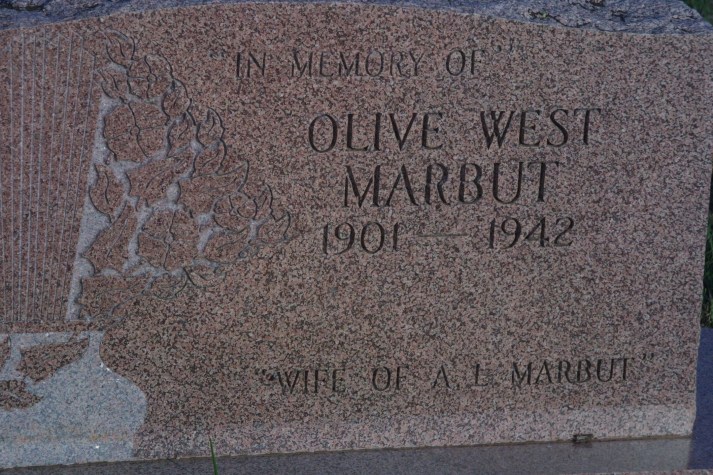 "IN MEMORY OF"
OLIVE WEST
MARBUT
1901 — 1942
"WIFE OF A. L. MARBUT"